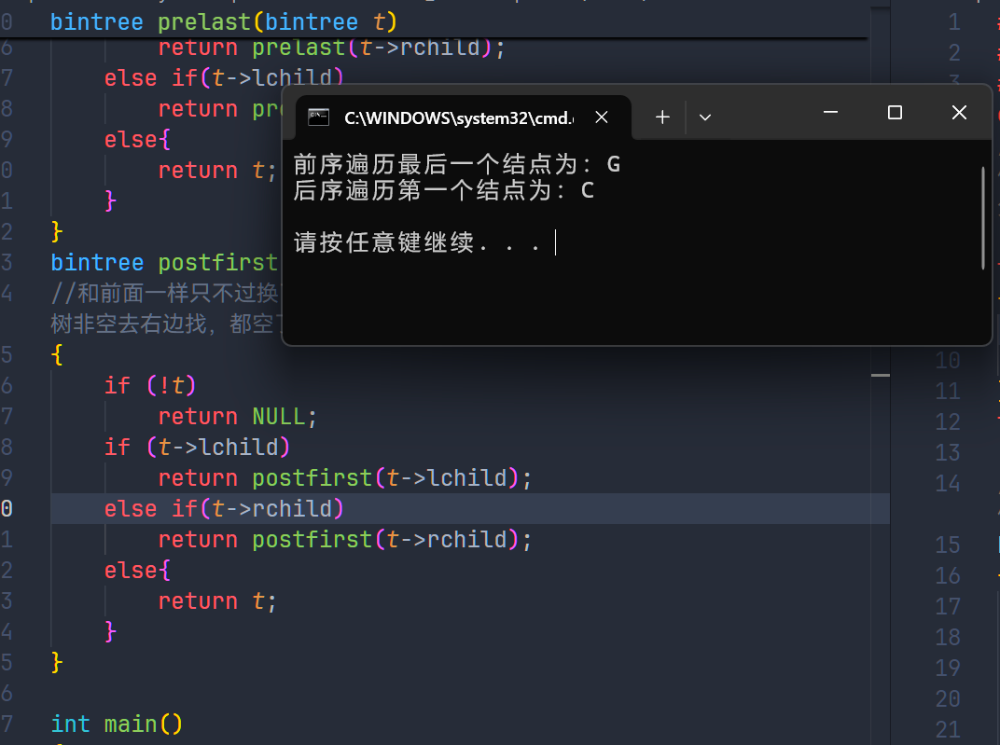 0 bintree prelast(bintree t)
6 return prelast(t->rchild);
7 else if(t->lchild)
8 return pre
9 else{
0 return t;
1 }
2 }
3 bintree postfirst
4 //和前面一样只不过换
树非空去右边找，都空
5 {
6 if (!t)
7 return NULL;
8 if (t->lchild)
9 return postfirst(t->lchild);
0 else if(t->rchild)
1 return postfirst(t->rchild);
2 else{
3 return t;
4 }
5 }
6
7 int main()
C:\WINDOWS\system32\cmd.
前序遍历最后一个结点为：G
后序遍历第一个结点为：C
请按任意键继续. . .
1
2
3
10
11
12
13
14
15
16
17
18
19
20
21